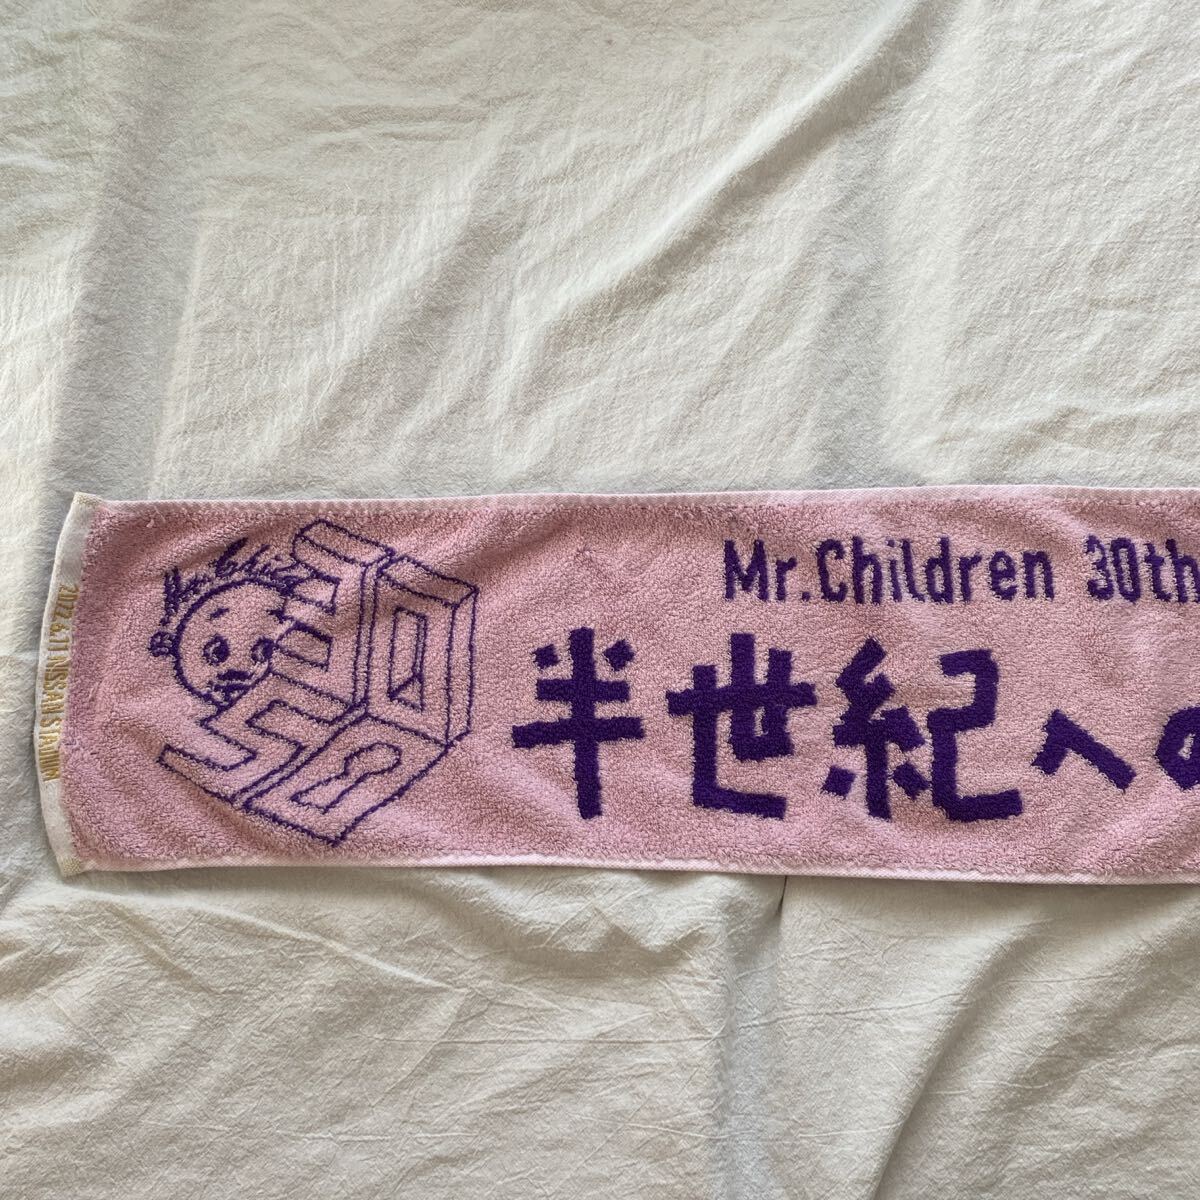 Mr.Children 30th
半世紀への
2022.6.11 NISSAN STADIUM